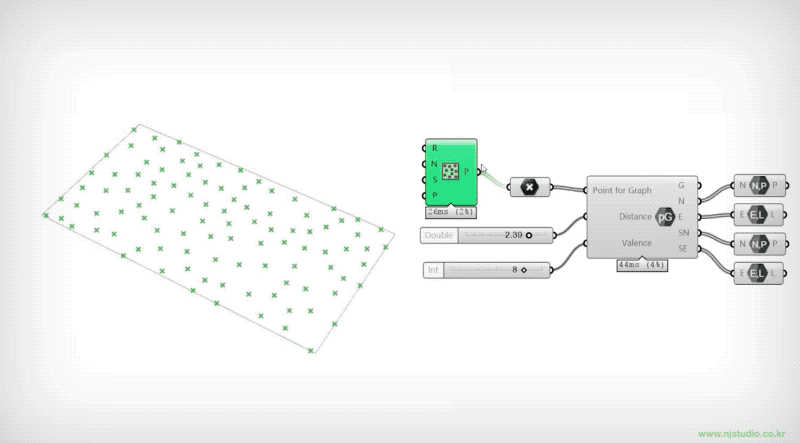 R
N
S
P
P
26ms (2%)
Double
2.39
Int
8
Point for Graph
Distance
Valence
pG
G
N
E
SN
SE
44ms (4%)
N N,P P
E E,L L
N N,P P
E E,L L
www.njstudio.co.kr